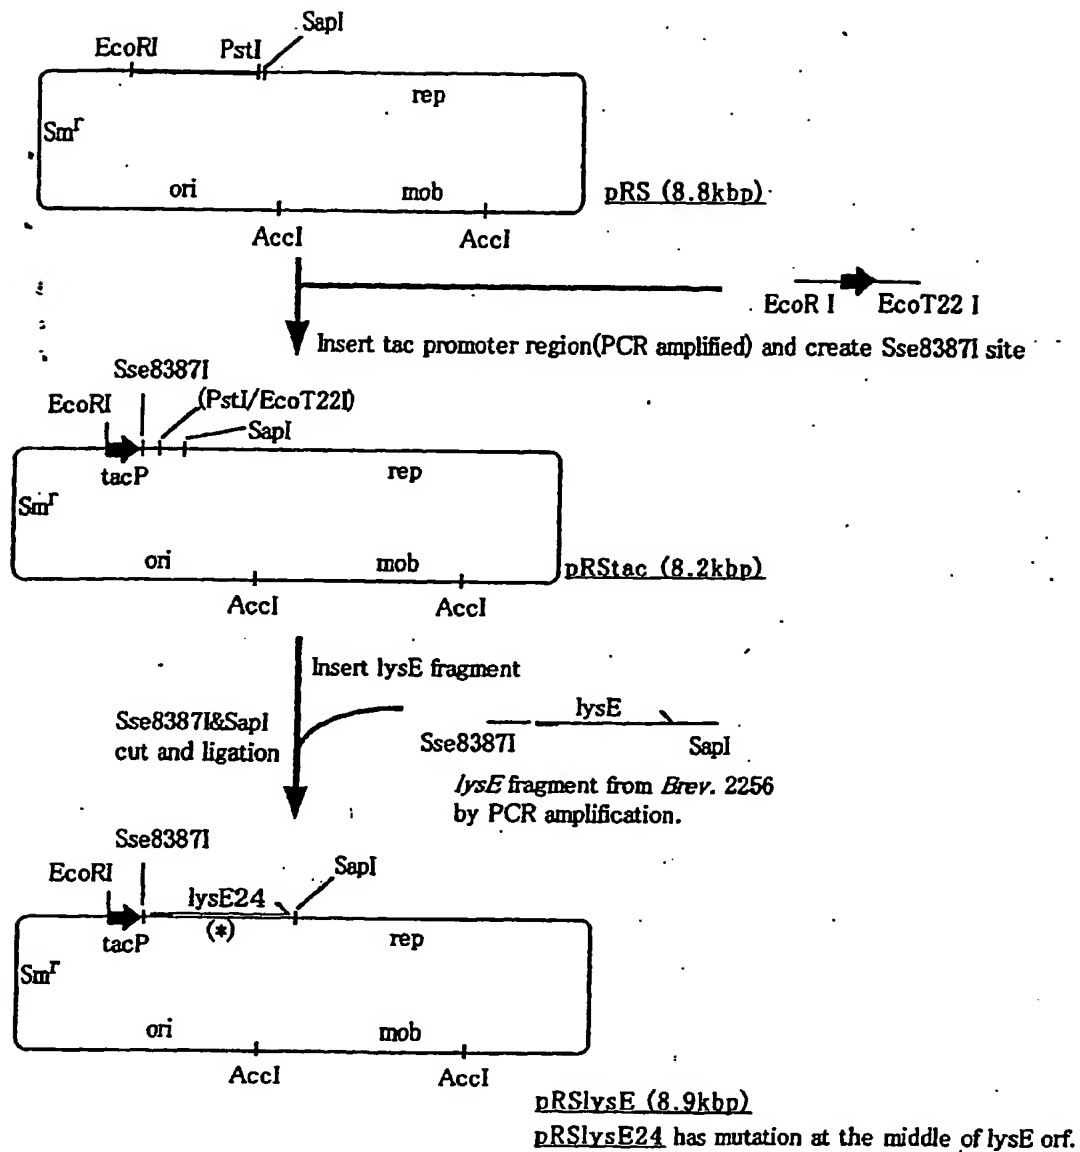 SapI
EcoRI PstI
rep
Smr
ori mob
pRS (8.8kbp)
AccI AccI
EcoR I EcoT22 I
Insert tac promoter region(PCR amplified) and create Sse8387I site
Sse8387I
(PstI/EcoT22I)
EcoRI
SapI
tacP rep
Smr
ori mob
pRStac (8.2kbp)
AccI AccI
Insert lysE fragment
Sse8387I&SapI
cut and ligation
lysE
Sse8387I SapI
lysE fragment from Brev. 2256
by PCR amplification.
Sse8387I
EcoRI SapI
lysE24
(*)
tacP rep
Smr
ori mob
AccI AccI
pRSlysE (8.9kbp)
pRSlysE24 has mutation at the middle of lysE orf.